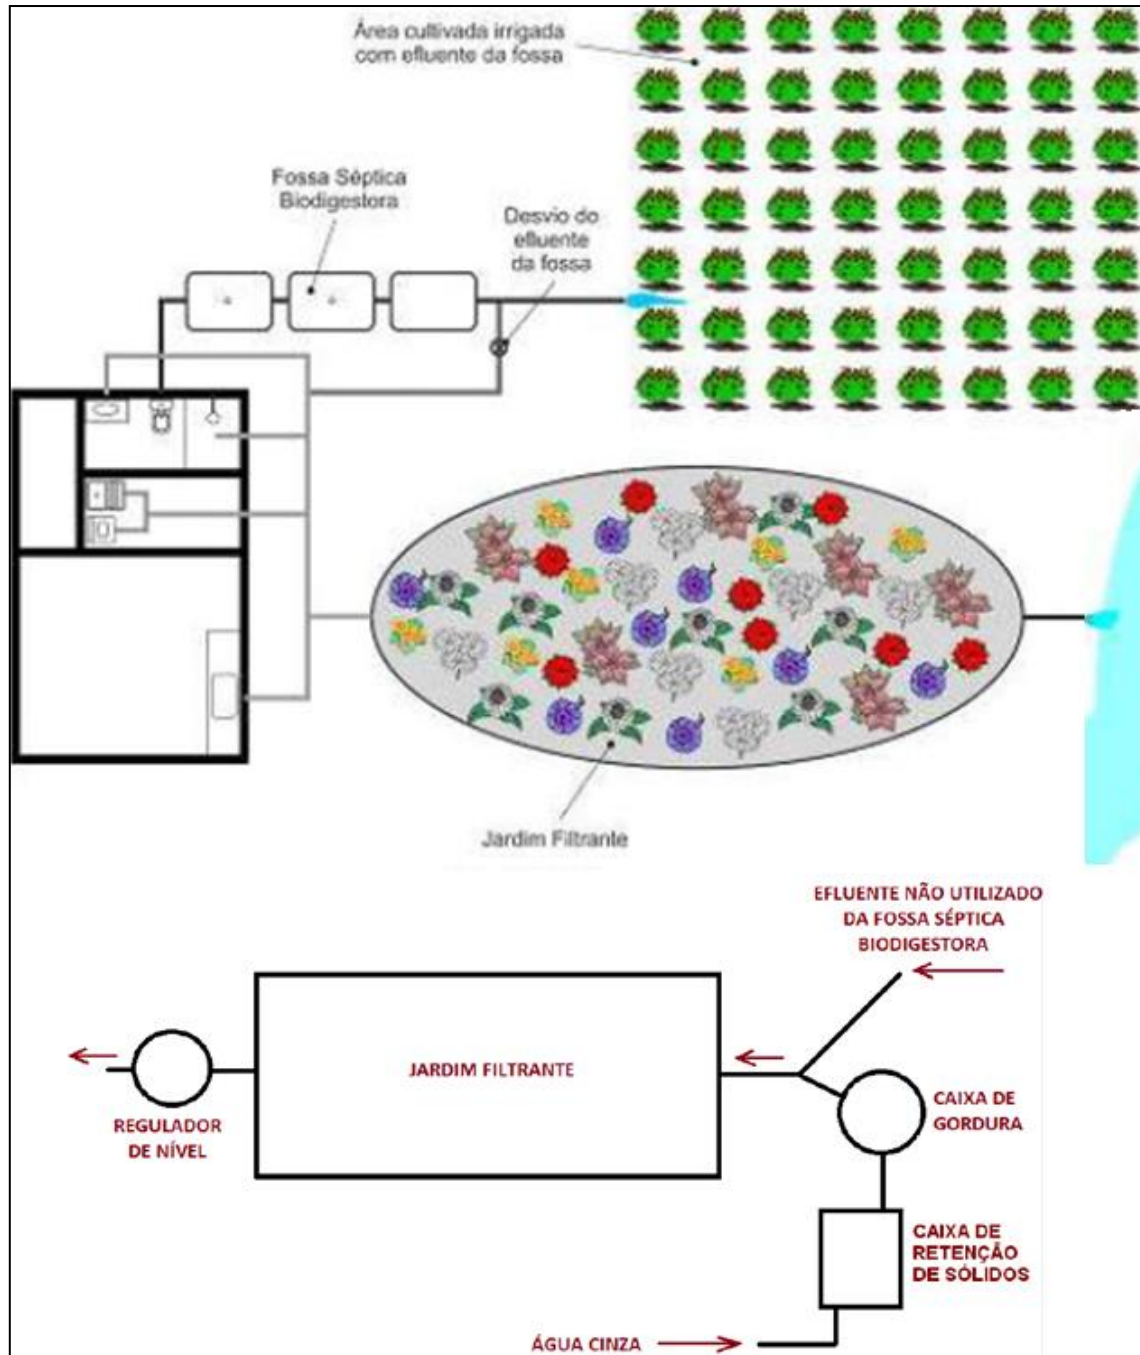 Área cultivada irrigada
com efluente da fossa
Fossa Séptica
Biodigestora
Desvio do
efluente
da fossa
Jardim Filtrante
EFLUENTE NÃO UTILIZADO
DA FOSSA SÉPTICA
BIODIGESTORA
JARDIM FILTRANTE
CAIXA DE
GORDURA
REGULADOR
DE NÍVEL
CAIXA DE
RETENÇÃO
DE SÓLIDOS
ÁGUA CINZA